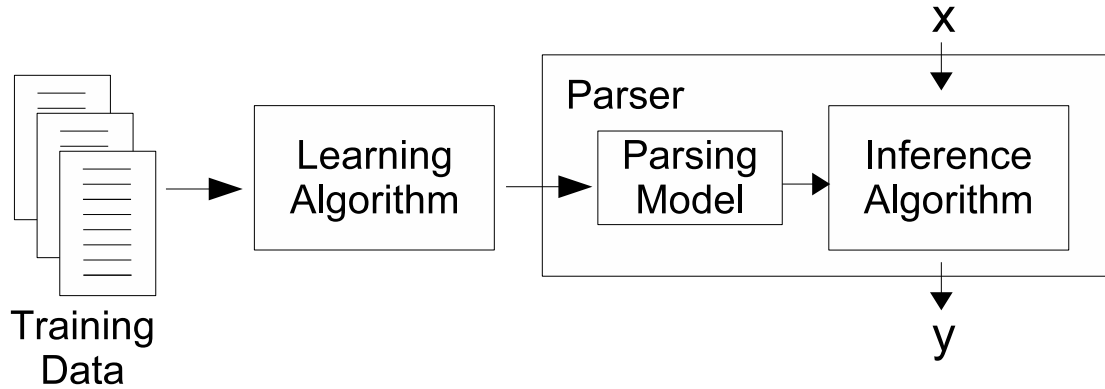 x
Parser
Learning
Algorithm
Parsing
Model
Inference
Algorithm
Training
Data
y